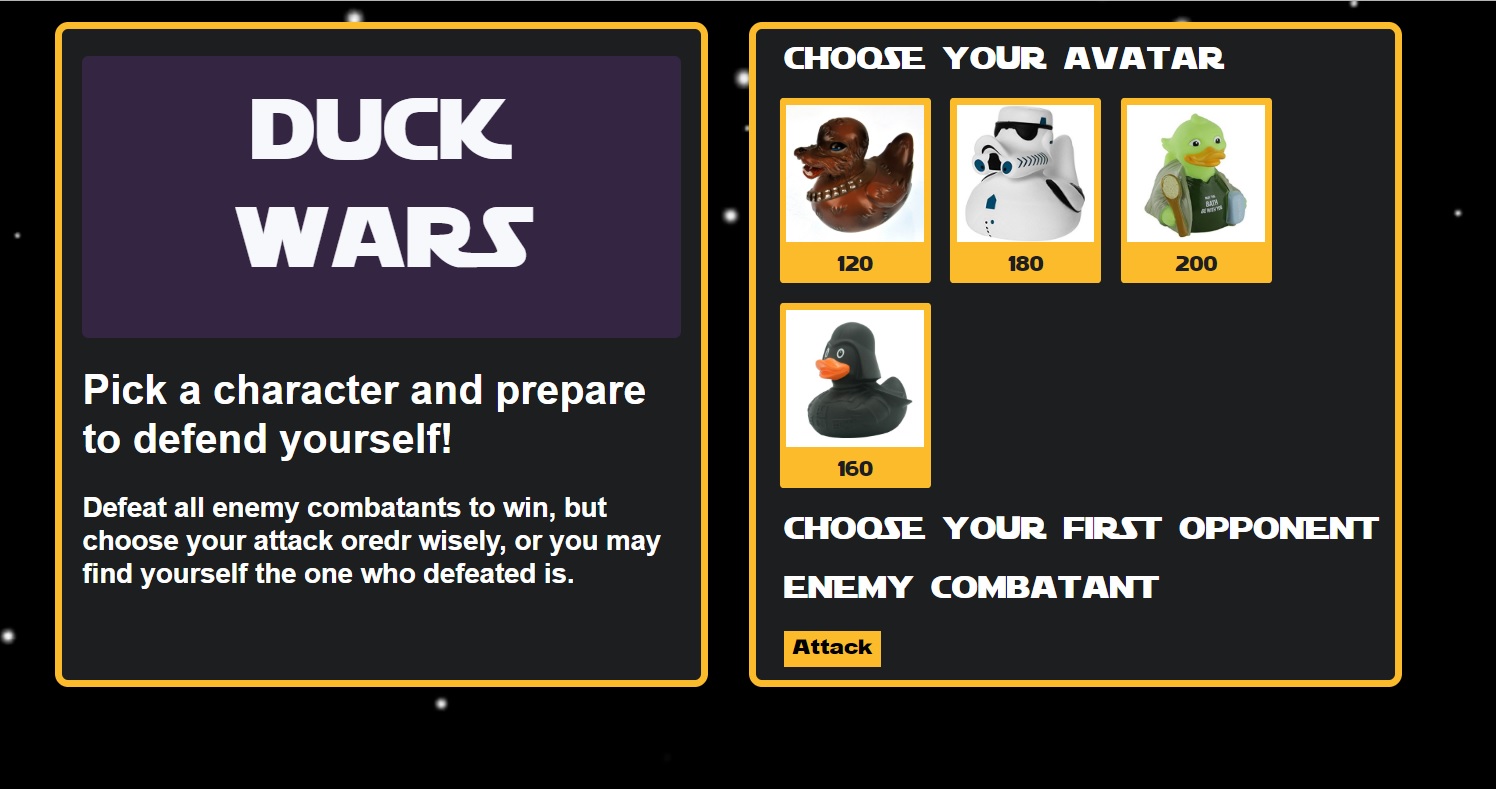 DUCK
WARS
Pick a character and prepare
to defend yourself!
Defeat all enemy combatants to win, but
choose your attack oredr wisely, or you may
find yourself the one who defeated is.
CHOOSE YOUR AVATAR
120 180 200
160
CHOOSE YOUR FIRST OPPONENT
ENEMY COMBATANT
Attack